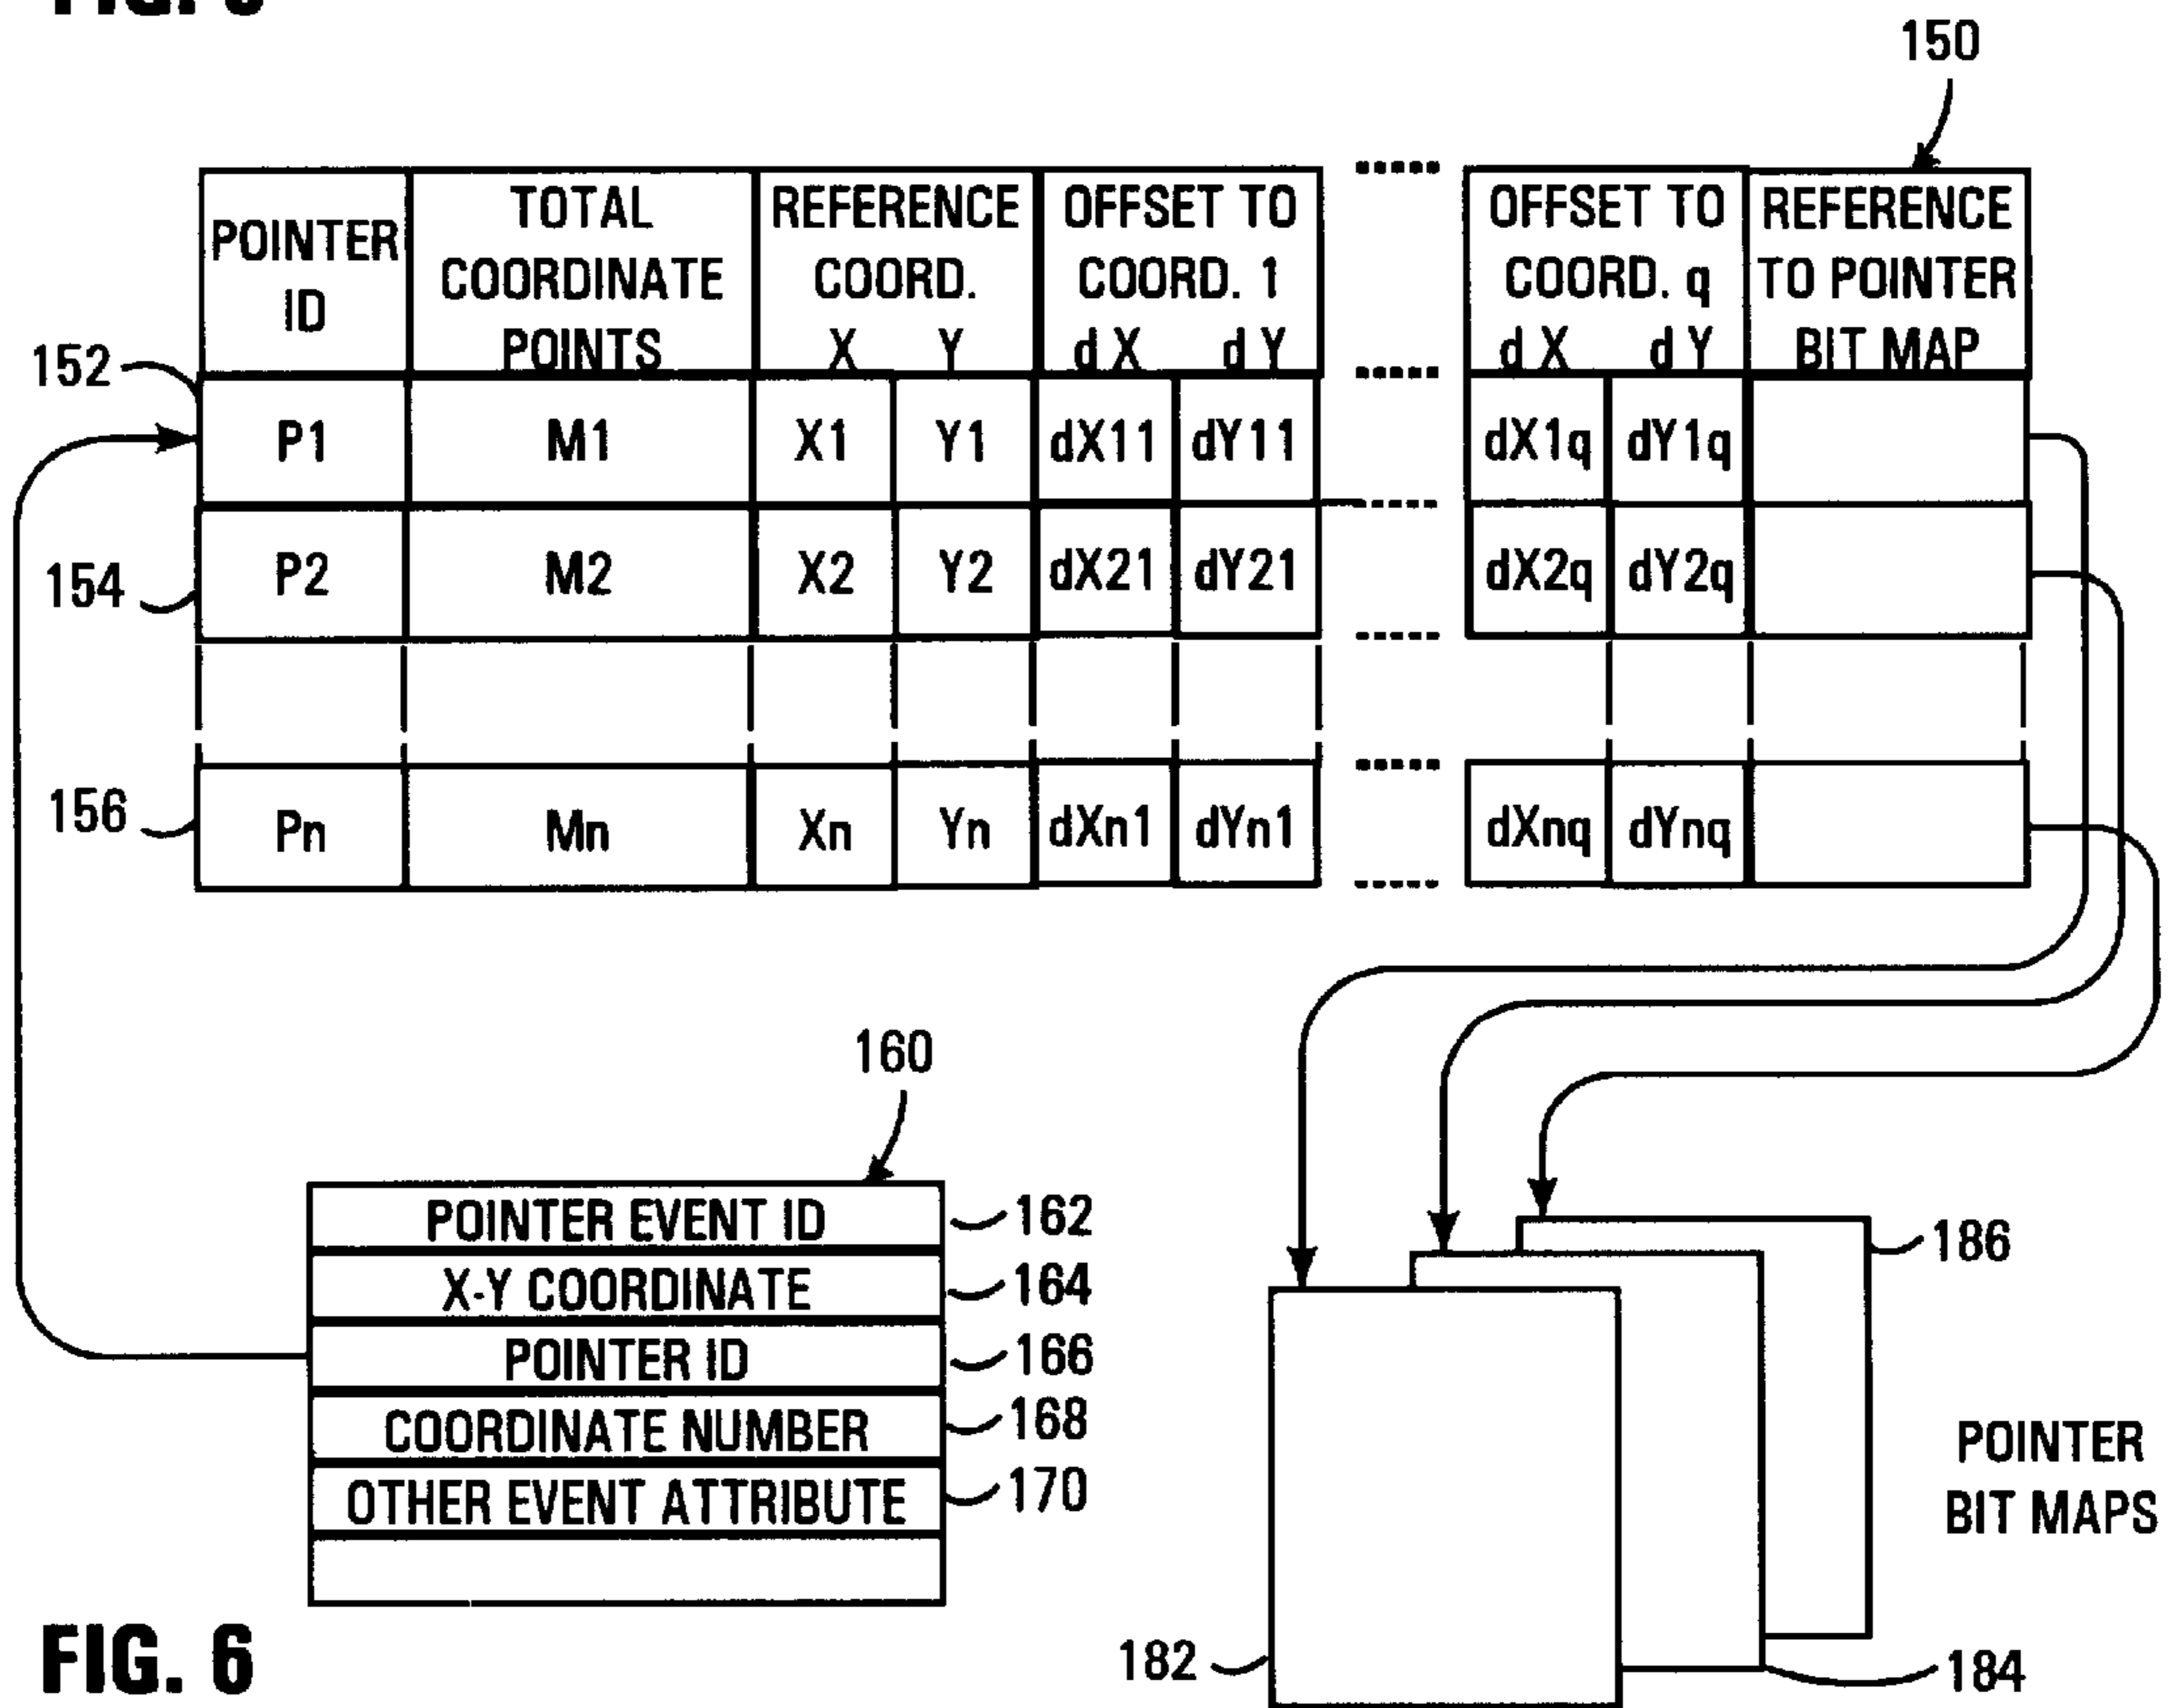 150
POINTER ID
TOTAL COORDINATE POINTS
REFERENCE COORD. X Y
OFFSET TO COORD. 1 dX dY
OFFSET TO COORD. q dX dY
REFERENCE TO POINTER BIT MAP
152
P1 M1 X1 Y1 dX11 dY11 dX1q dY1q
154
P2 M2 X2 Y2 dX21 dY21 dX2q dY2q
156
Pn Mn Xn Yn dXn1 dYn1 dXnq dYnq
160
POINTER EVENT ID 162
X-Y COORDINATE 164
POINTER ID 166
COORDINATE NUMBER 168
OTHER EVENT ATTRIBUTE 170
186
POINTER
BIT MAPS
182
184
FIG. 6